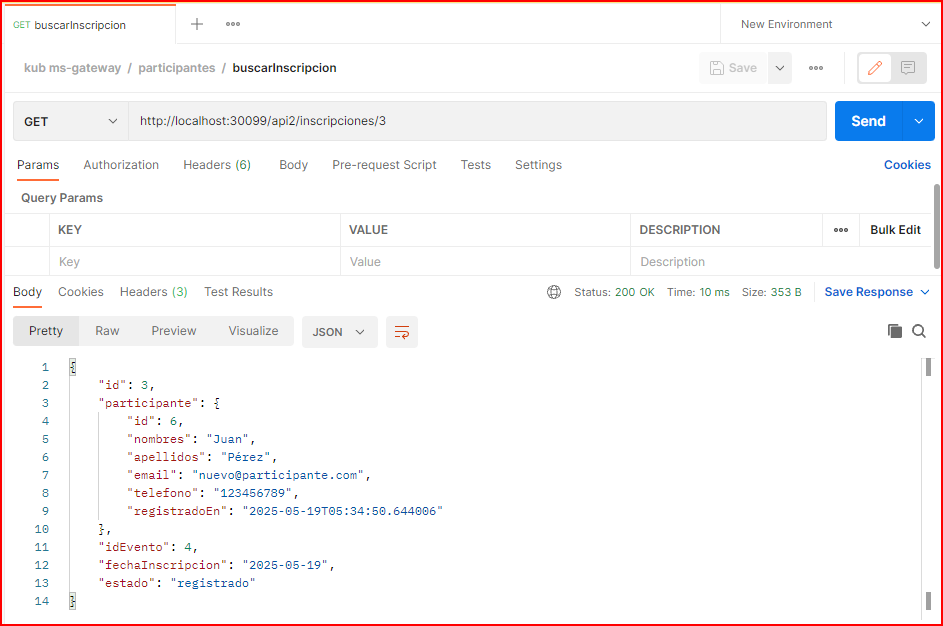 GET buscarInscripcion
New Environment
kub ms-gateway / participantes / buscarInscripcion
Save
GET
http://localhost:30099/api2/inscripciones/3
Send
Params Authorization Headers (6) Body Pre-request Script Tests Settings Cookies
Query Params
KEY VALUE DESCRIPTION Bulk Edit
Key Value Description
Body Cookies Headers (3) Test Results Status: 200 OK Time: 10 ms Size: 353 B Save Response
Pretty Raw Preview Visualize JSON
1 {
2 "id": 3,
3 "participante": {
4 "id": 6,
5 "nombres": "Juan",
6 "apellidos": "Pérez",
7 "email": "nuevo@participante.com",
8 "telefono": "123456789",
9 "registradoEn": "2025-05-19T05:34:50.644006"
10 },
11 "idEvento": 4,
12 "fechaInscripcion": "2025-05-19",
13 "estado": "registrado"
14 }